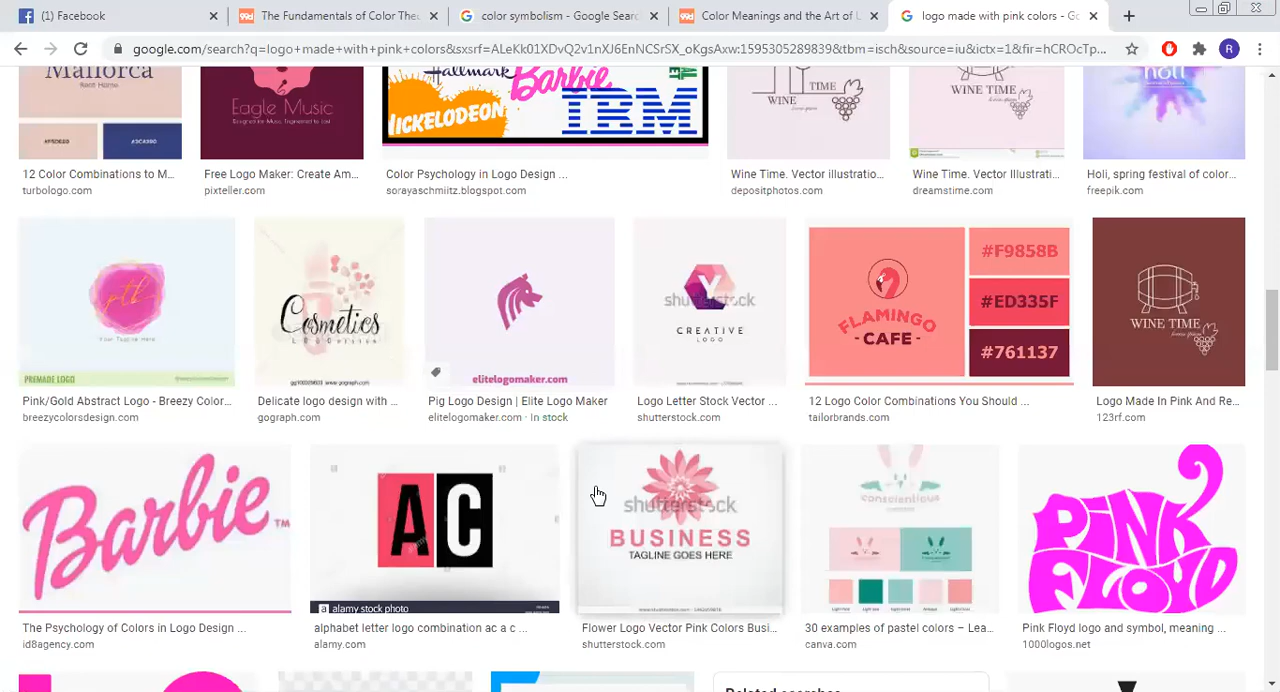 (1) Facebook
The Fundamentals of Color The
color symbolism - Google Sear
Color Meanings and the Art of
logo made with pink colors - Go
google.com/search?q=logo+made+with+pink+colors&sxsrf=ALeKk01XDvQ2v1nXJ6EnNCSrSX_oKgsAxw:1595305289839&tbm=isch&source=iu&ictx=1&fir=hCROcTp...
R
Mallorca
Eagle Music
Hallmark
Barbie
NICKELODEON
IBM
WINE TIME
WINE TIME
holi
12 Color Combinations to M...
turbologo.com
Free Logo Maker: Create Am...
pixteller.com
Color Psychology in Logo Design ...
sorayaschmiitz.blogspot.com
Wine Time. Vector illustratio...
depositphotos.com
Wine Time. Vector Illustrati...
dreamstime.com
Holi, spring festival of color...
freepik.com
ptb
PREMADE LOGO
Cosmetics
elitelogomaker.com
shutterstock
CREATIVE
LOGO
FLAMINGO
CAFE
#F9858B
#ED335F
#761137
WINE TIME
Pink/Gold Abstract Logo - Breezy Color...
breezycolorsdesign.com
Delicate logo design with ...
gograph.com
Pig Logo Design | Elite Logo Maker
elitelogomaker.com · In stock
Logo Letter Stock Vector ...
shutterstock.com
12 Logo Color Combinations You Should ...
tailorbrands.com
Logo Made In Pink And Re...
123rf.com
Barbie TM
A C
a alamy stock photo
shutterstock
BUSINESS
TAGLINE GOES HERE
conscientious
PINK
FLOYD
The Psychology of Colors in Logo Design ...
id8agency.com
alphabet letter logo combination ac a c ...
alamy.com
Flower Logo Vector Pink Colors Busi...
shutterstock.com
30 examples of pastel colors – Lea...
canva.com
Pink Floyd logo and symbol, meaning ...
1000logos.net
Related searches